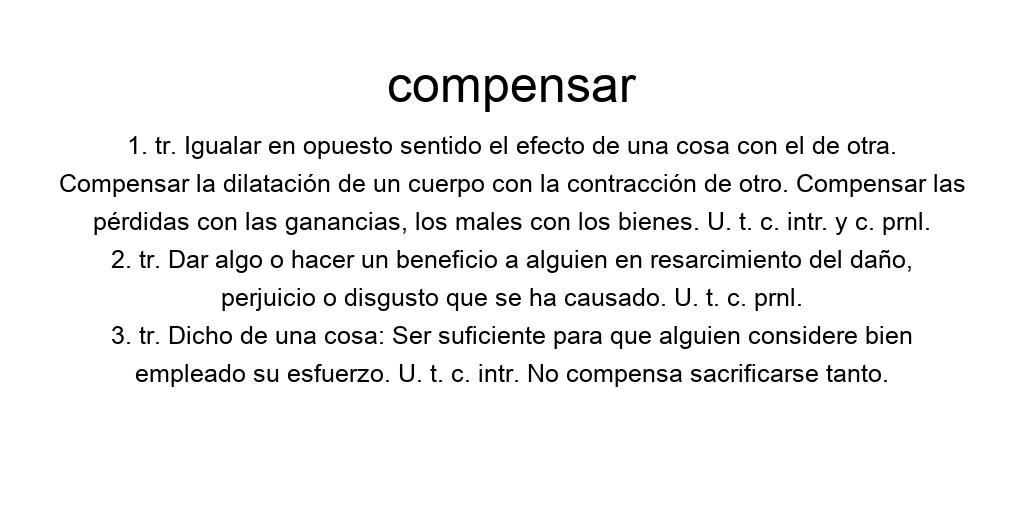 compensar
1. tr. Igualar en opuesto sentido el efecto de una cosa con el de otra.
Compensar la dilatación de un cuerpo con la contracción de otro. Compensar las
pérdidas con las ganancias, los males con los bienes. U. t. c. intr. y c. prnl.
2. tr. Dar algo o hacer un beneficio a alguien en resarcimiento del daño,
perjuicio o disgusto que se ha causado. U. t. c. prnl.
3. tr. Dicho de una cosa: Ser suficiente para que alguien considere bien
empleado su esfuerzo. U. t. c. intr. No compensa sacrificarse tanto.